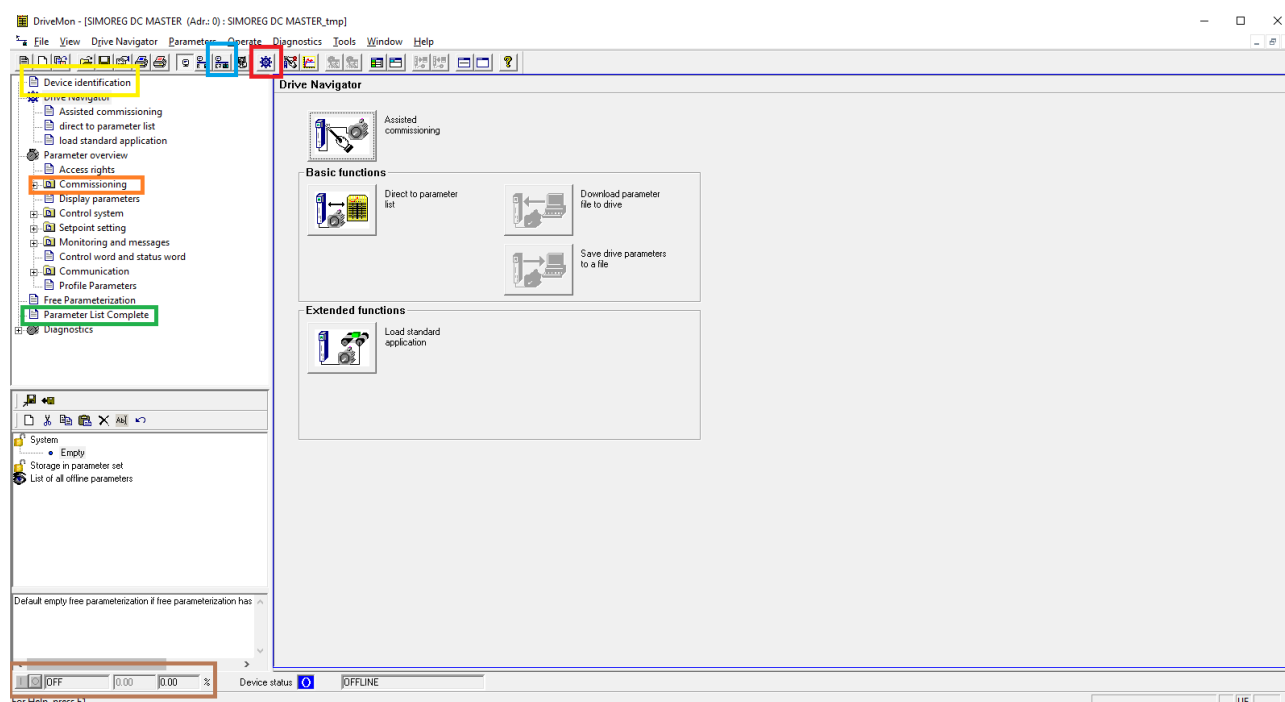 DriveMon - [SIMOREG DC MASTER (Adr.: 0) : SIMOREG DC MASTER_tmp]
File View Drive Navigator Parameters Operate Diagnostics Tools Window Help
Device identification
Drive Navigator
Assisted commissioning
direct to parameter list
load standard application
Parameter overview
Access rights
Commissioning
Display parameters
Control system
Setpoint setting
Monitoring and messages
Control word and status word
Communication
Profile Parameters
Free Parameterization
Parameter List Complete
Diagnostics
Drive Navigator
Assisted
commissioning
Basic functions
Direct to parameter
list
Download parameter
file to drive
Save drive parameters
to a file
Extended functions
Load standard
application
System
Empty
Storage in parameter set
List of all offline parameters
Default empty free parameterization if free parameterization has
OFF 0.00 0.00 % Device status OFFLINE
For Help, press F1